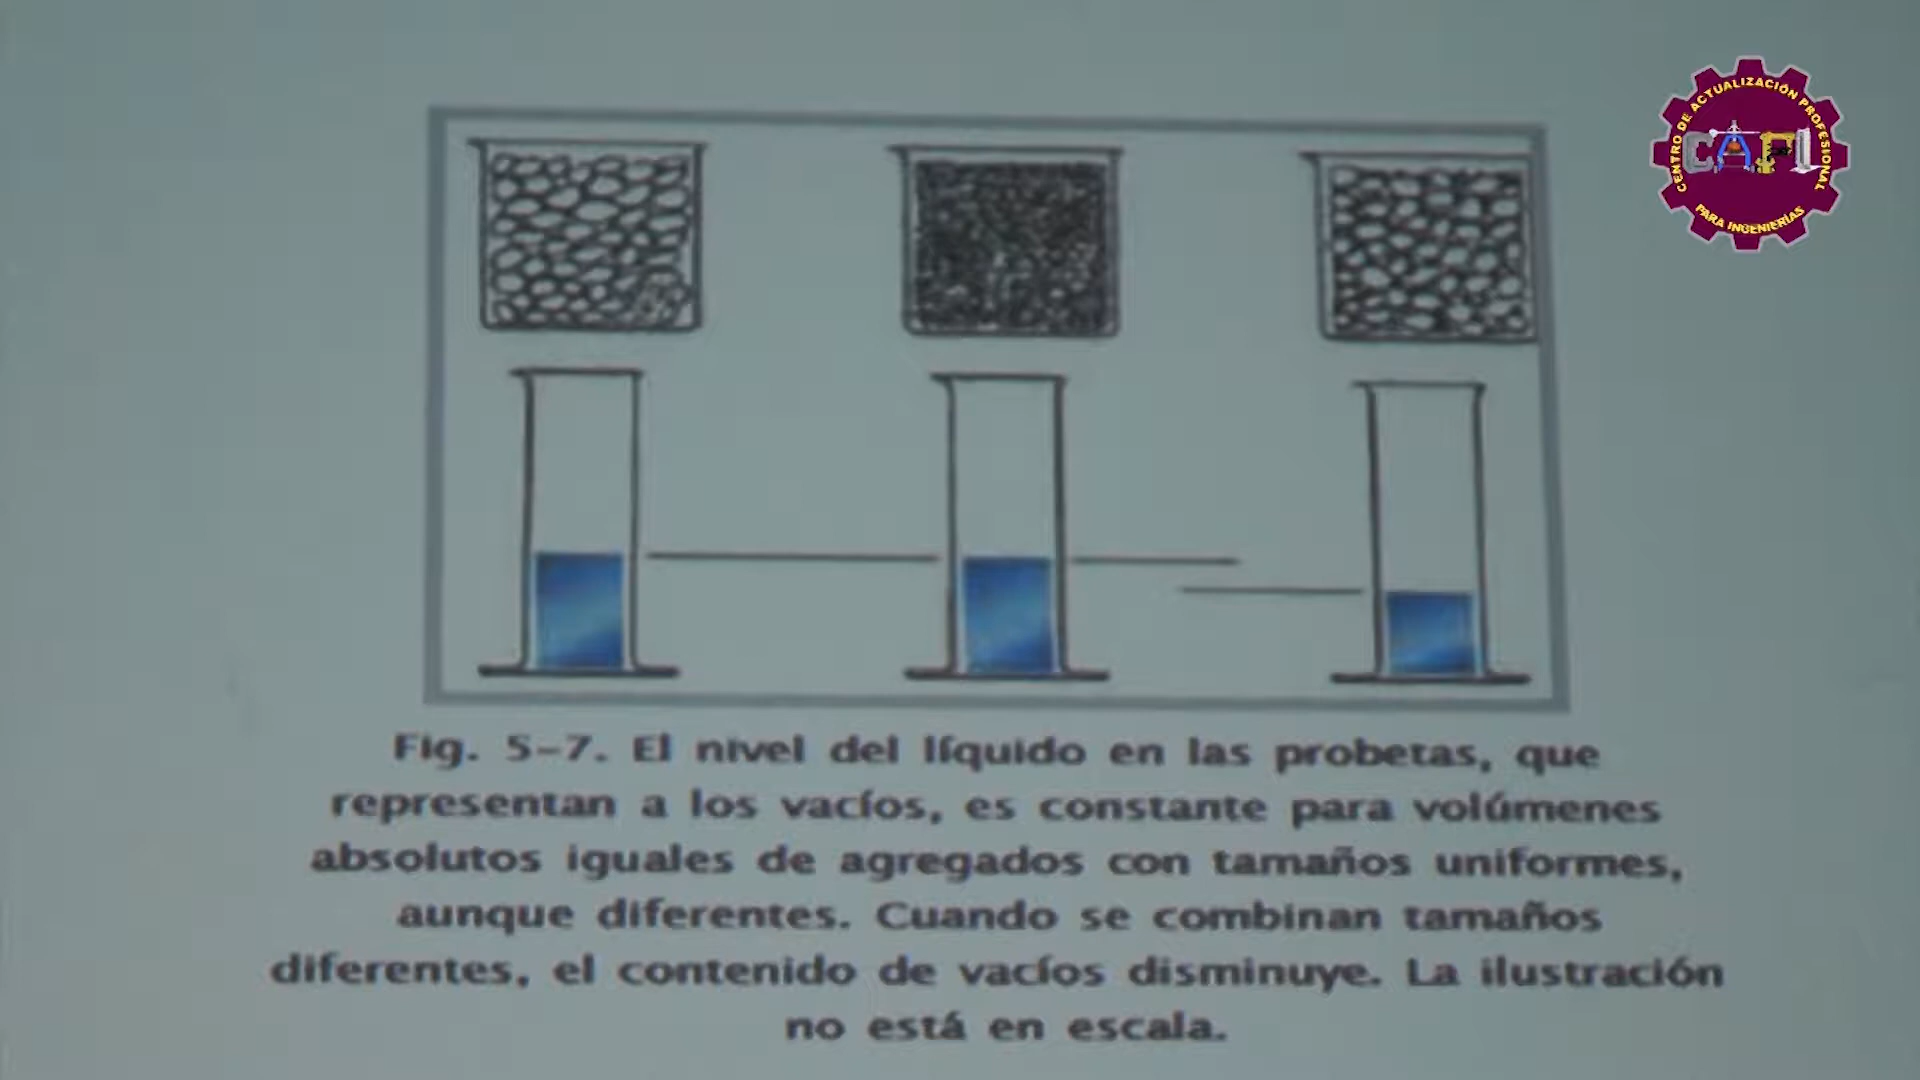 CENTRO DE ACTUALIZACIÓN PROFESIONAL
CAPI
PARA INGENIERÍAS
Fig. 5-7. El nivel del líquido en las probetas, que
representan a los vacíos, es constante para volúmenes
absolutos iguales de agregados con tamaños uniformes,
aunque diferentes. Cuando se combinan tamaños
diferentes, el contenido de vacíos disminuye. La ilustración
no está en escala.